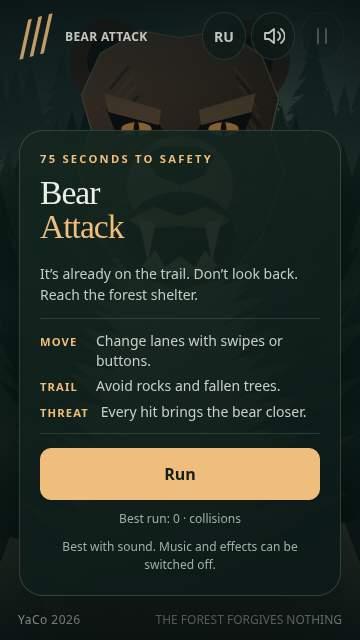 BEAR ATTACK
RU
75 SECONDS TO SAFETY
Bear
Attack
It’s already on the trail. Don’t look back.
Reach the forest shelter.
MOVE Change lanes with swipes or
buttons.
TRAIL Avoid rocks and fallen trees.
THREAT Every hit brings the bear closer.
Run
Best run: 0 · collisions
Best with sound. Music and effects can be
switched off.
YaCo 2026 THE FOREST FORGIVES NOTHING